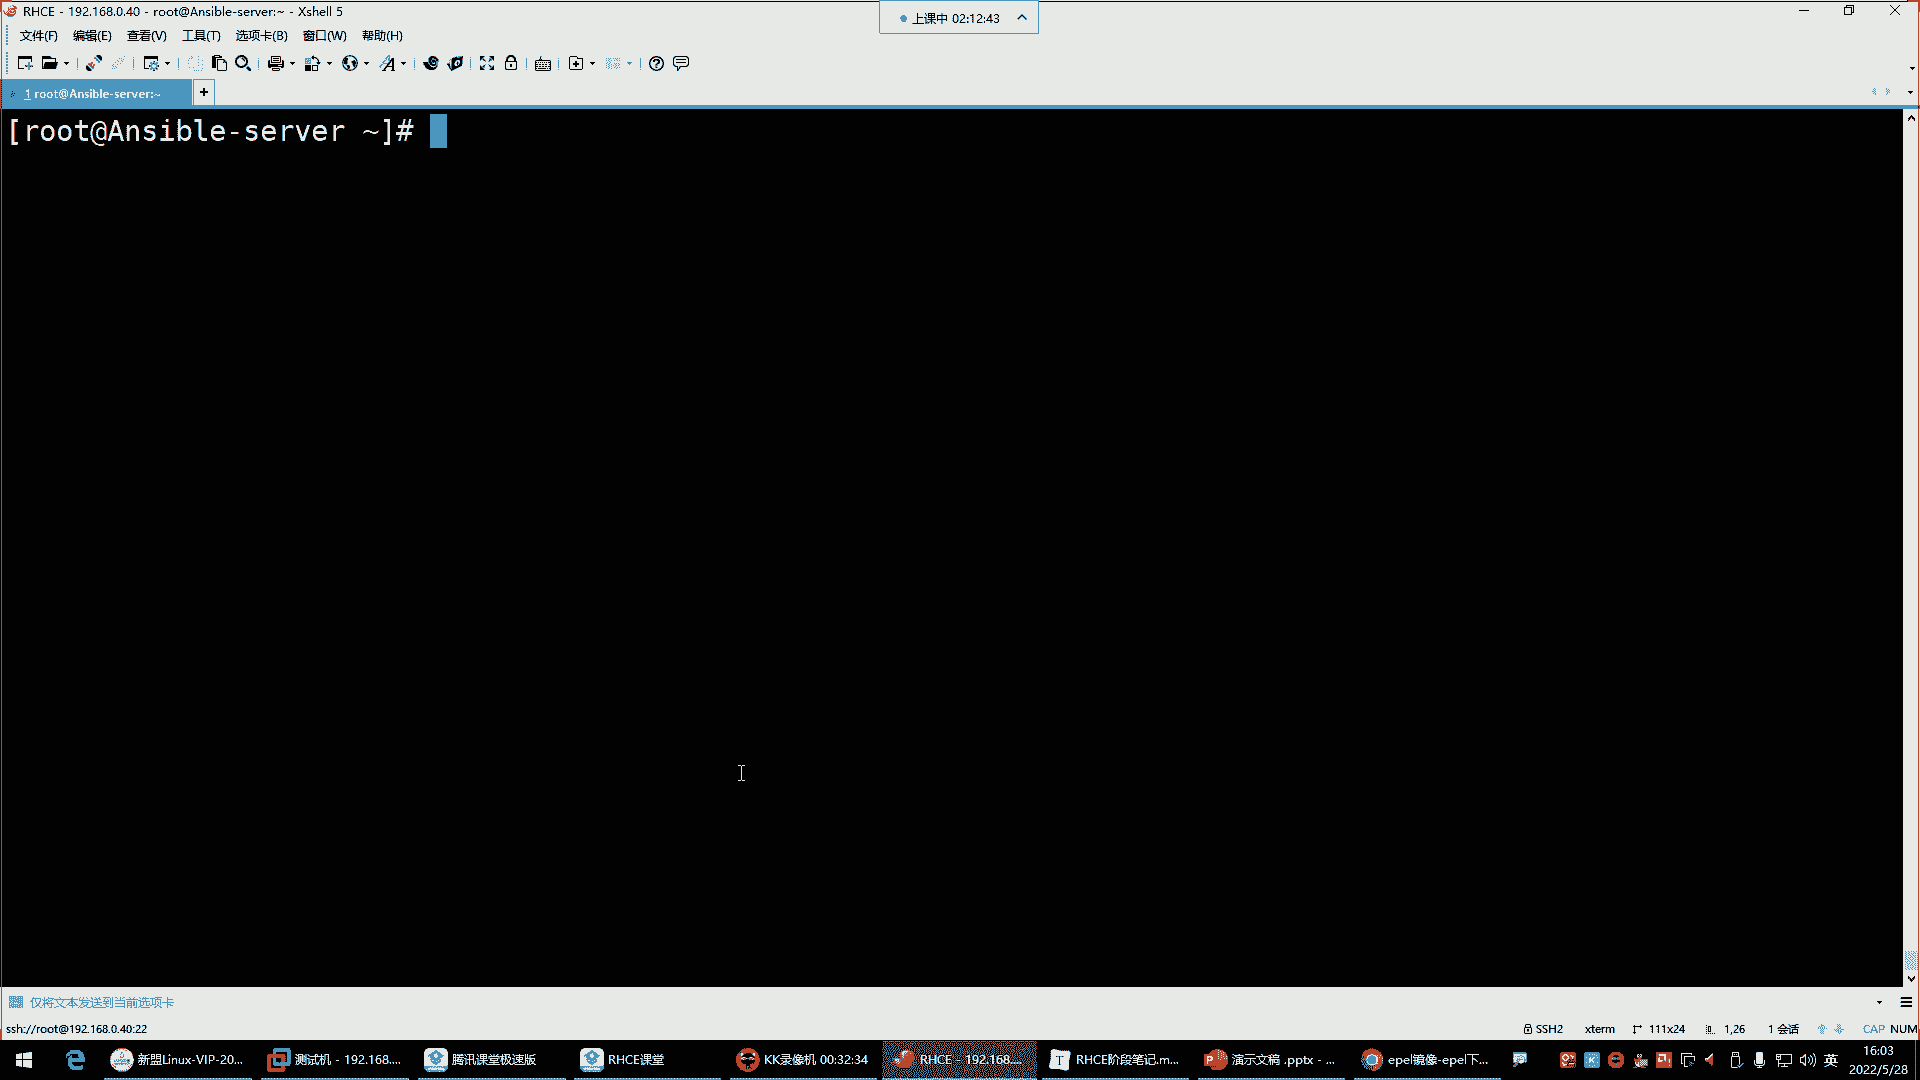 RHCE - 192.168.0.40 - root@Ansible-server:~ - Xshell 5
上课中 02:12:43
文件(F) 编辑(E) 查看(V) 工具(T) 选项卡(B) 窗口(W) 帮助(H)
1 root@Ansible-server:~
[root@Ansible-server ~]#
仅将文本发送到当前选项卡
ssh://root@192.168.0.40:22
SSH2 xterm 111x24 1,26 1 会话 CAP NUM
新盟Linux-VIP-20... 测试机 - 192.168.... 腾讯课堂极速版 RHCE课堂 KK录像机 00:32:34 RHCE - 192.168.... RHCE阶段笔记.m... 演示文稿 .pptx - ... epel镜像-epel下... 英 16:03
2022/5/28